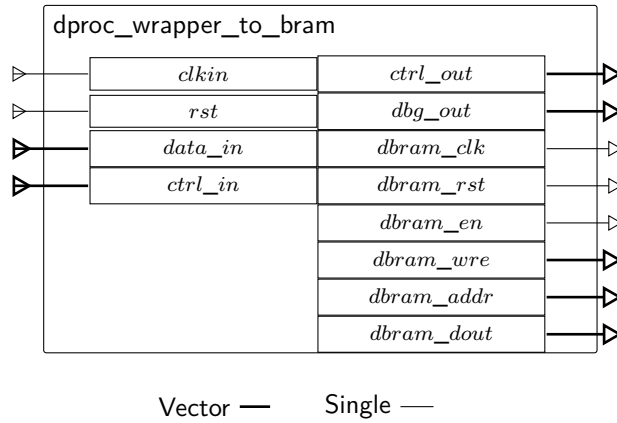 dproc_wrapper_to_bram
clkin ctrl_out
rst dbg_out
data_in dbram_clk
ctrl_in dbram_rst
dbram_en
dbram_wre
dbram_addr
dbram_dout
Vector Single